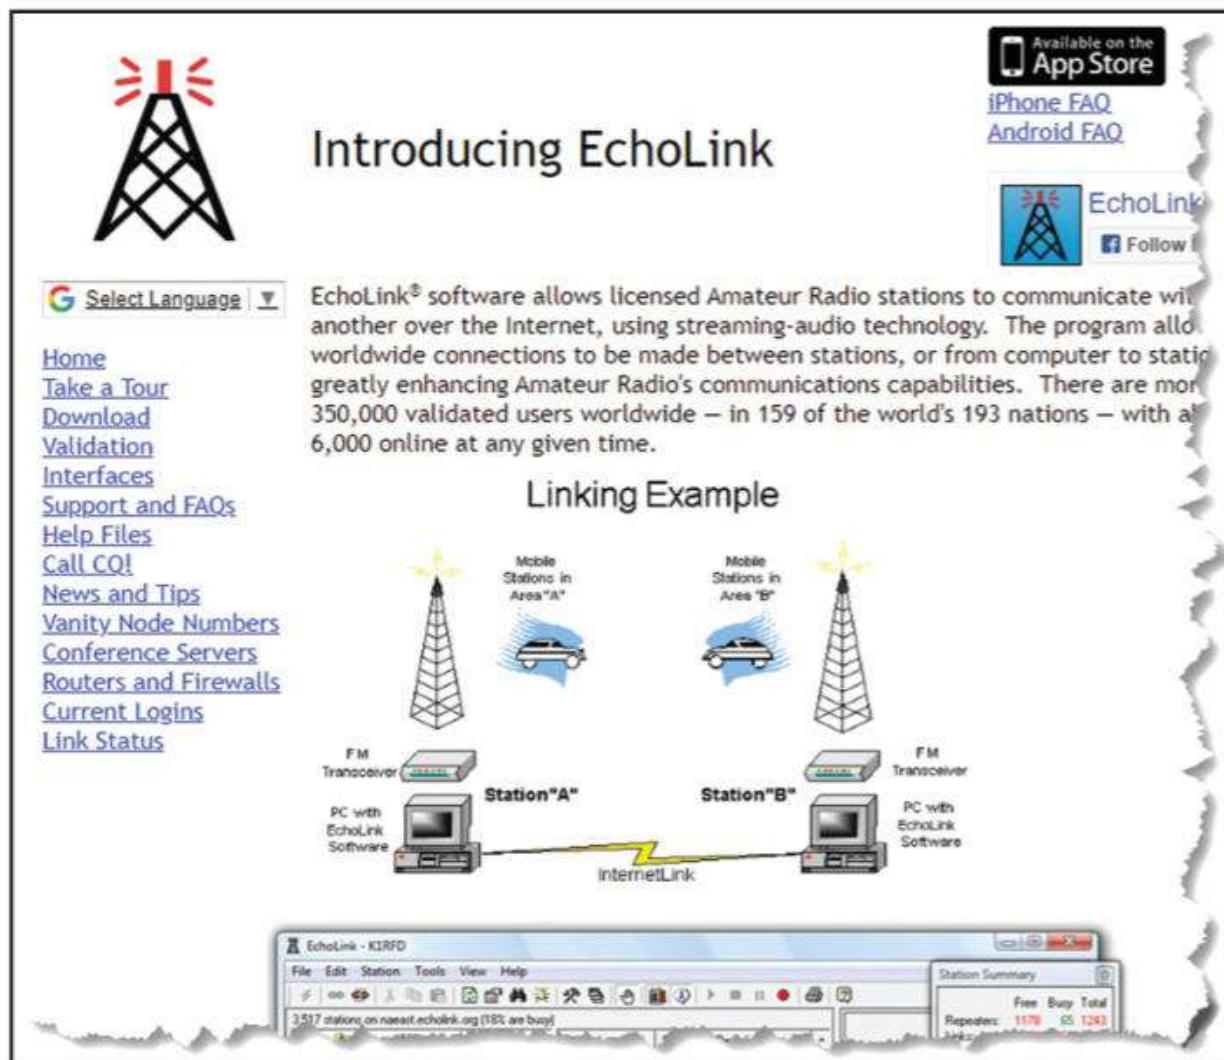 Available on the
App Store
iPhone FAQ
Android FAQ
Introducing EchoLink
EchoLink
Follow
Select Language
Home
Take a Tour
Download
Validation
Interfaces
Support and FAQs
Help Files
Call CQ!
News and Tips
Vanity Node Numbers
Conference Servers
Routers and Firewalls
Current Logins
Link Status
EchoLink® software allows licensed Amateur Radio stations to communicate
another over the Internet, using streaming-audio technology. The program
worldwide connections to be made between stations, or from computer to
greatly enhancing Amateur Radio's communications capabilities. There are
350,000 validated users worldwide — in 159 of the world's 193 nations — with
6,000 online at any given time.
Linking Example
Mobile
Stations in
Area "A"
Mobile
Stations in
Area "B"
FM
Transceiver
Station"A"
PC with
EchoLink
Software
FM
Transceiver
Station"B"
PC with
EchoLink
Software
InternetLink
EchoLink - K1RFD
File Edit Station Tools View Help
3,517 stations on naeast.echolink.org (18% are busy)
Station Summary
Free Busy Total
Repeaters: 1178 65 1243